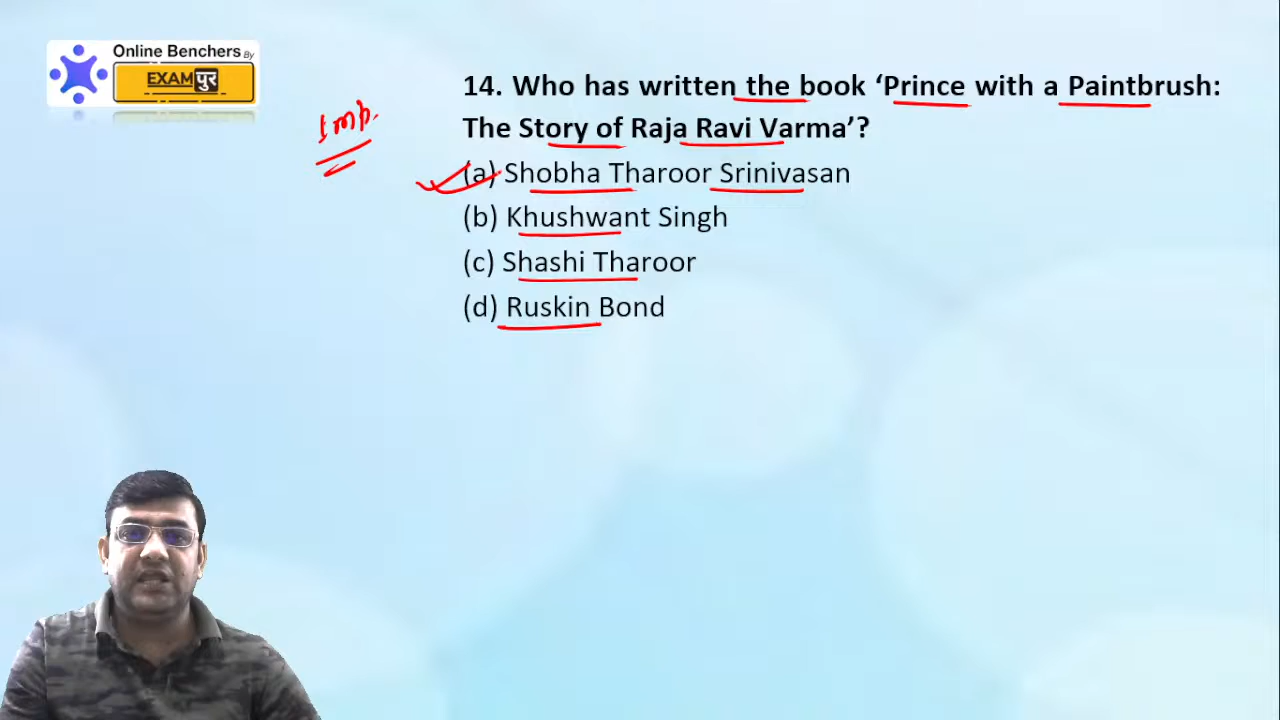 Online Benchers By
EXAMपुर
Imp.
14. Who has written the book ‘Prince with a Paintbrush:
The Story of Raja Ravi Varma’?
(a) Shobha Tharoor Srinivasan
(b) Khushwant Singh
(c) Shashi Tharoor
(d) Ruskin Bond